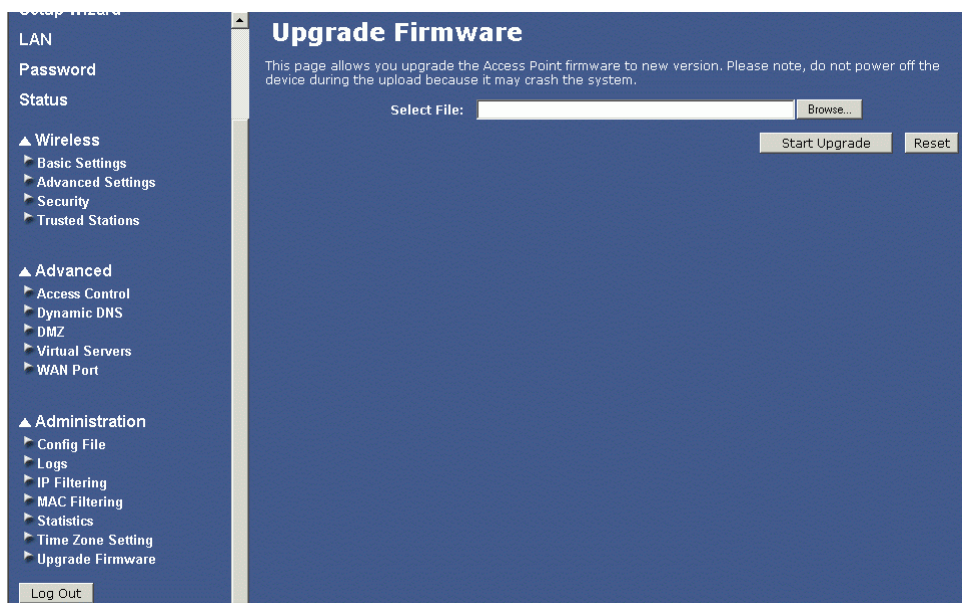 Setup Wizard
LAN
Password
Status
Wireless
Basic Settings
Advanced Settings
Security
Trusted Stations
Advanced
Access Control
Dynamic DNS
DMZ
Virtual Servers
WAN Port
Administration
Config File
Logs
IP Filtering
MAC Filtering
Statistics
Time Zone Setting
Upgrade Firmware
Log Out
Upgrade Firmware
This page allows you upgrade the Access Point firmware to new version. Please note, do not power off the
device during the upload because it may crash the system.
Select File:
Browse...
Start Upgrade
Reset